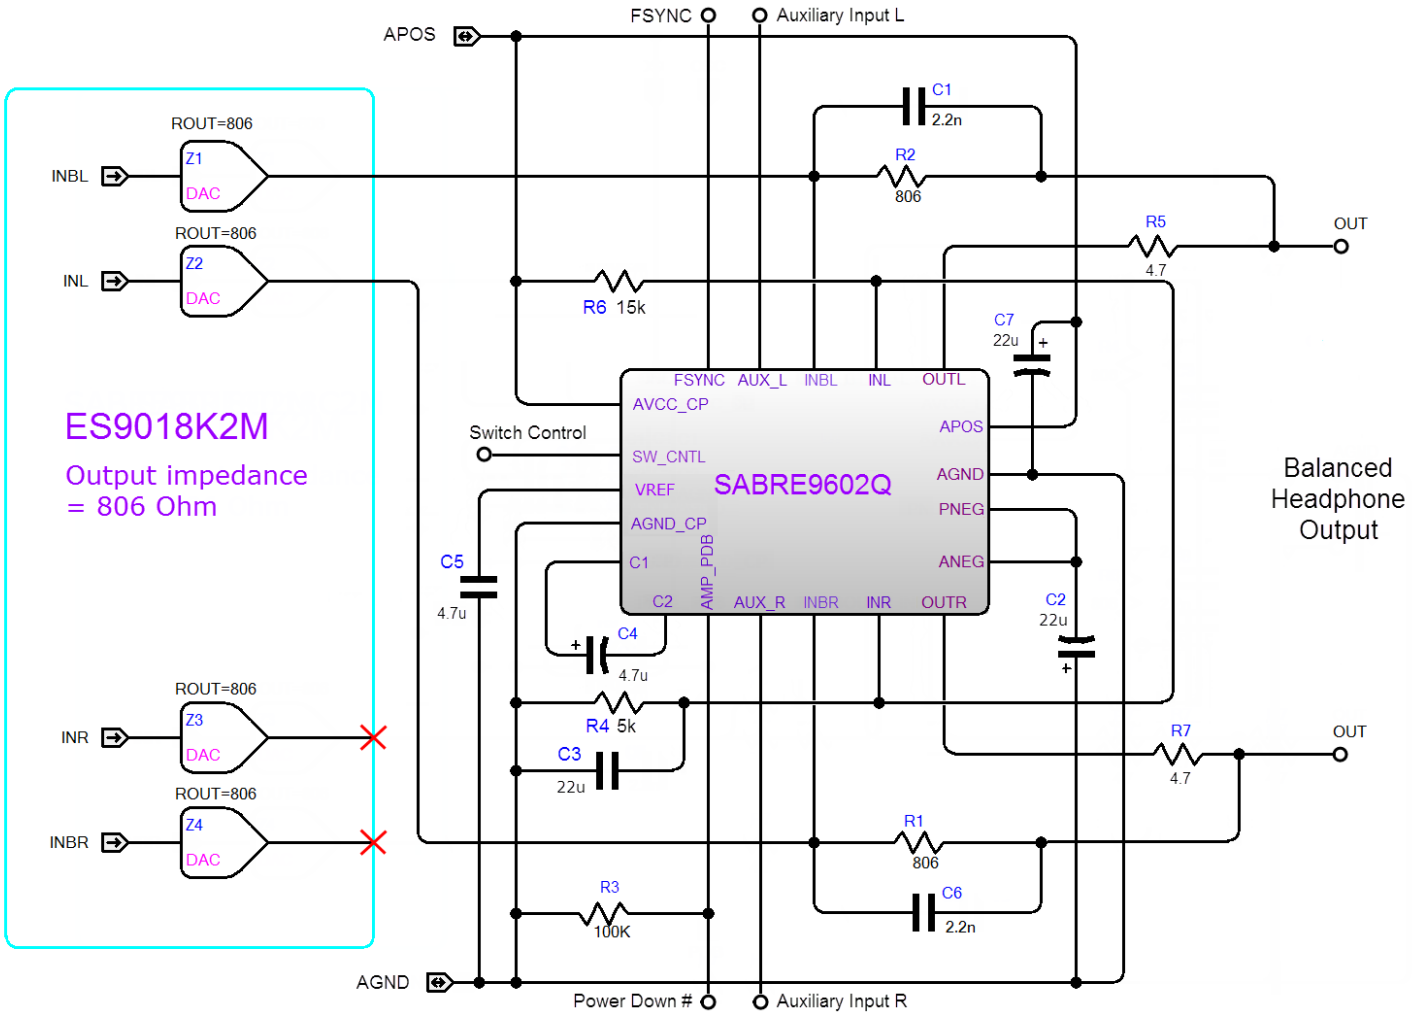 FSYNC
Auxiliary Input L
APOS
C1
2.2n
ROUT=806
INBL
Z1
DAC
R2
806
ROUT=806
INL
Z2
DAC
R5
4.7
OUT
R6 15k
C7
22u
+
FSYNC AUX_L INBL INL OUTL
AVCC_CP
APOS
Switch Control
SW_CNTL
AGND
VREF
SABRE9602Q
PNEG
AGND_CP
C1
ANEG
C2
AMP_PDB
AUX_R INBR INR OUTR
ES9018K2M
Output impedance
= 806 Ohm
Balanced
Headphone
Output
C5
4.7u
C2
22u
+
C4
+
4.7u
R4 5k
C3
22u
ROUT=806
INR
Z3
DAC
R7
4.7
OUT
ROUT=806
INBR
Z4
DAC
R1
806
R3
100K
C6
2.2n
AGND
Power Down #
Auxiliary Input R